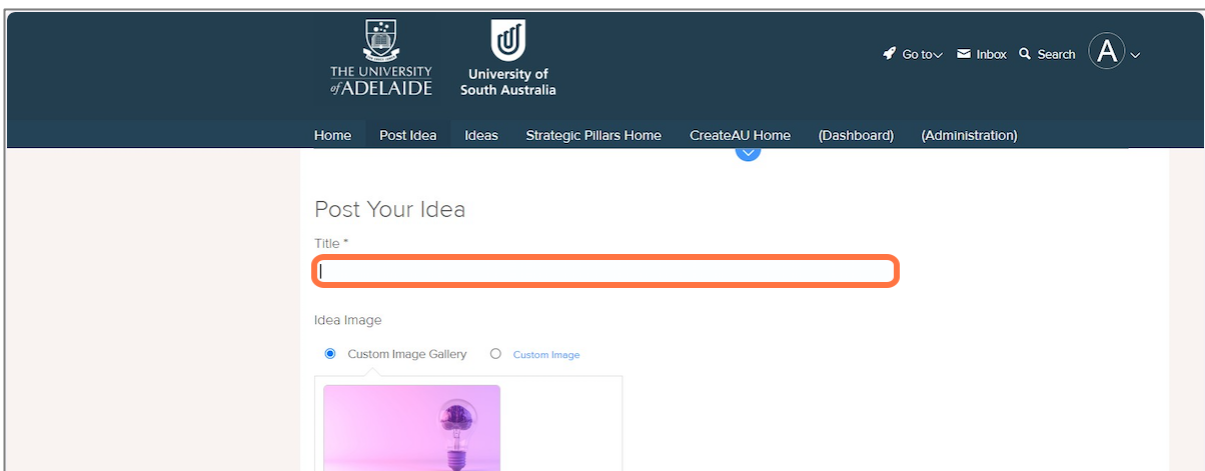 THE UNIVERSITY
of ADELAIDE
University of
South Australia
Go to
Inbox
Search
A
Home
Post Idea
Ideas
Strategic Pillars Home
CreateAU Home
(Dashboard)
(Administration)
Post Your Idea
Title *
Idea Image
Custom Image Gallery
Custom Image